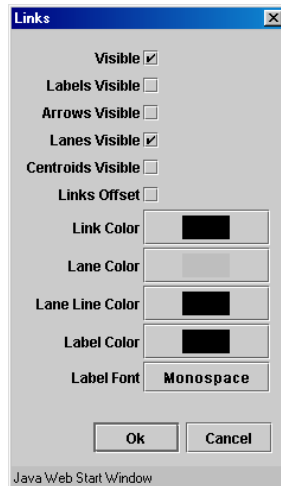 Links
Visible
Labels Visible
Arrows Visible
Lanes Visible
Centroids Visible
Links Offset
Link Color
Lane Color
Lane Line Color
Label Color
Label Font Monospace
Ok Cancel
Java Web Start Window